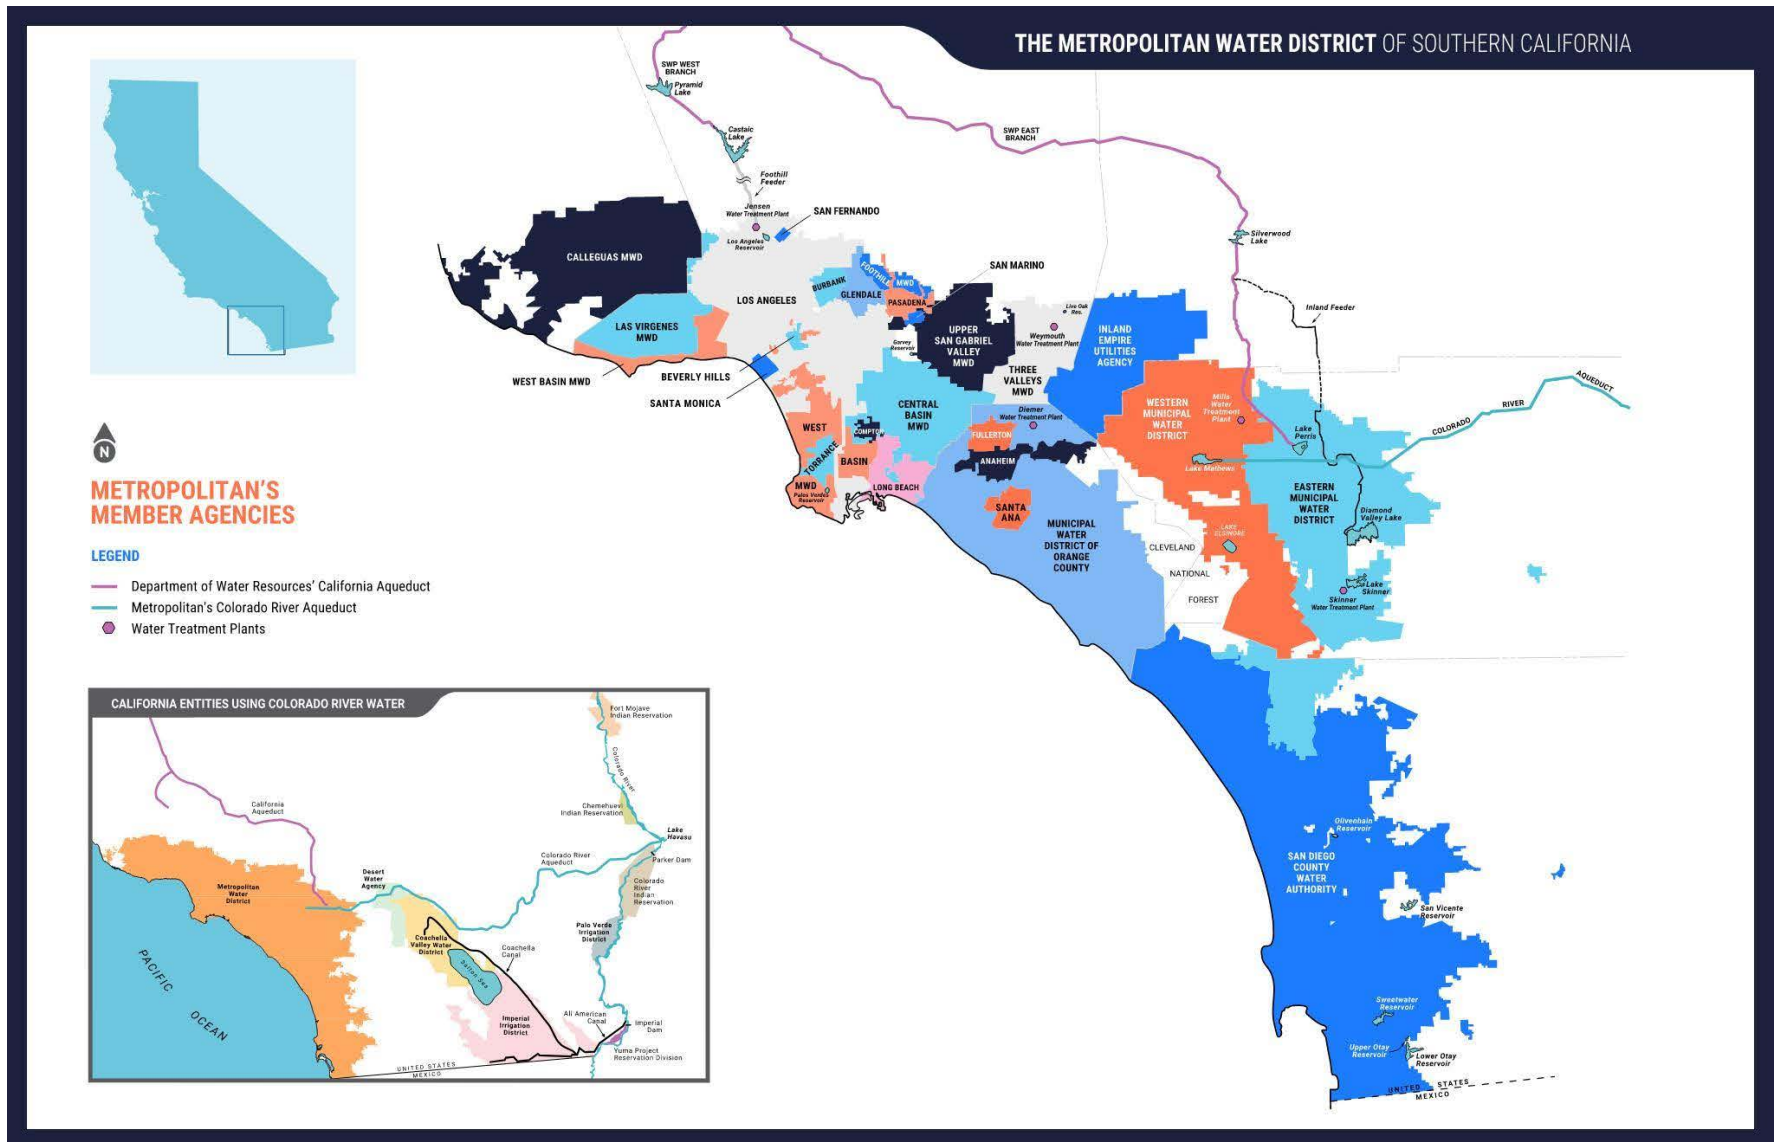 THE METROPOLITAN WATER DISTRICT OF SOUTHERN CALIFORNIA
SWP WEST
BRANCH
Pyramid
Lake
Castaic
Lake
SWP EAST
BRANCH
Foothill
Feeder
Jensen
Water Treatment Plant
SAN FERNANDO
Los Angeles
Reservoir
Silverwood
Lake
CALLEGUAS MWD
SAN MARINO
FOOTHILL
MWD
BURBANK
GLENDALE
PASADENA
LOS ANGELES
Live Oak
Res.
Inland Feeder
LAS VIRGENES
MWD
UPPER
SAN GABRIEL
VALLEY
MWD
Weymouth
Water Treatment Plant
INLAND
EMPIRE
UTILITIES
AGENCY
Garvey
Reservoir
WEST BASIN MWD
BEVERLY HILLS
SANTA MONICA
THREE
VALLEYS
MWD
COLORADO
RIVER
AQUEDUCT
CENTRAL
BASIN
MWD
Diemer
Water Treatment Plant
WESTERN
MUNICIPAL
WATER
DISTRICT
Mills
Water
Treatment
Plant
WEST
BASIN
MWD
TORRANCE
COMPTON
FULLERTON
ANAHEIM
Lake
Perris
Lake Mathews
Palos Verdes
Reservoir
LONG BEACH
SANTA
ANA
EASTERN
MUNICIPAL
WATER
DISTRICT
Diamond
Valley Lake
MUNICIPAL
WATER
DISTRICT OF
ORANGE
COUNTY
LAKE
ELSINORE
CLEVELAND
NATIONAL
FOREST
Lake
Skinner
Skinner
Water Treatment Plant
Olivenhain
Reservoir
SAN DIEGO
COUNTY
WATER
AUTHORITY
San Vicente
Reservoir
Sweetwater
Reservoir
Upper Otay
Reservoir
Lower Otay
Reservoir
UNITED STATES
MEXICO
N
METROPOLITAN'S
MEMBER AGENCIES
LEGEND
Department of Water Resources' California Aqueduct
Metropolitan's Colorado River Aqueduct
Water Treatment Plants
CALIFORNIA ENTITIES USING COLORADO RIVER WATER
Fort Mojave
Indian Reservation
Colorado River
Chemehuevi
Indian Reservation
California
Aqueduct
Lake
Havasu
Colorado River
Aqueduct
Parker Dam
Desert
Water
Agency
Metropolitan
Water
District
Colorado
River
Indian
Reservation
Palo Verde
Irrigation
District
Coachella
Valley Water
District
Coachella
Canal
Salton Sea
PACIFIC
OCEAN
Imperial
Irrigation
District
All American
Canal
Imperial
Dam
Yuma Project
Reservation Division
UNITED STATES
MEXICO